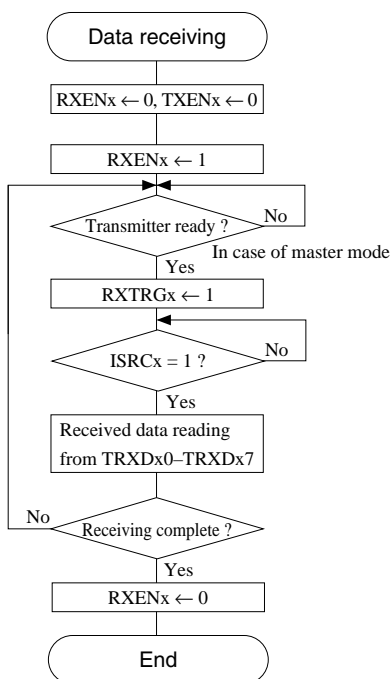 Data receiving
RXENx ← 0, TXENx ← 0
RXENx ← 1
Transmitter ready ?
No
In case of master mode
Yes
RXTRGx ← 1
ISRCx = 1 ?
No
Yes
Received data reading
from TRXDx0–TRXDx7
No
Receiving complete ?
Yes
RXENx ← 0
End